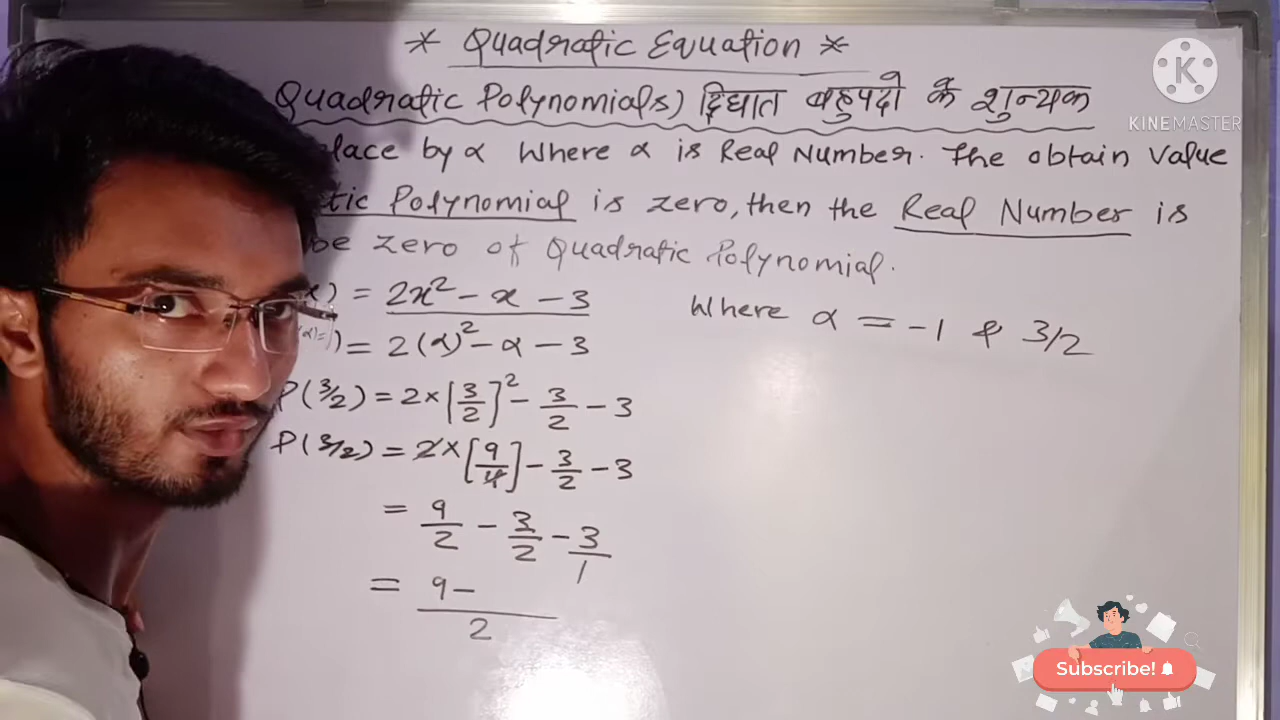 * Quadratic Equation *
Quadratic Polynomials) द्विघात बहुपदो के शुन्यक
place by α Where α is Real Number. The obtain value
tic Polynomial is zero, then the Real Number is
be zero of Quadratic Polynomial.
x) = 2x² - x - 3
Where α = -1 & 3/2
) = 2(α)² - α - 3
P(3/2) = 2×[3/2]² - 3/2 - 3
P(3/2) = 2×[9/4] - 3/2 - 3
= 9/2 - 3/2 - 3/1
= 9-/2
KINEMASTER
Subscribe!